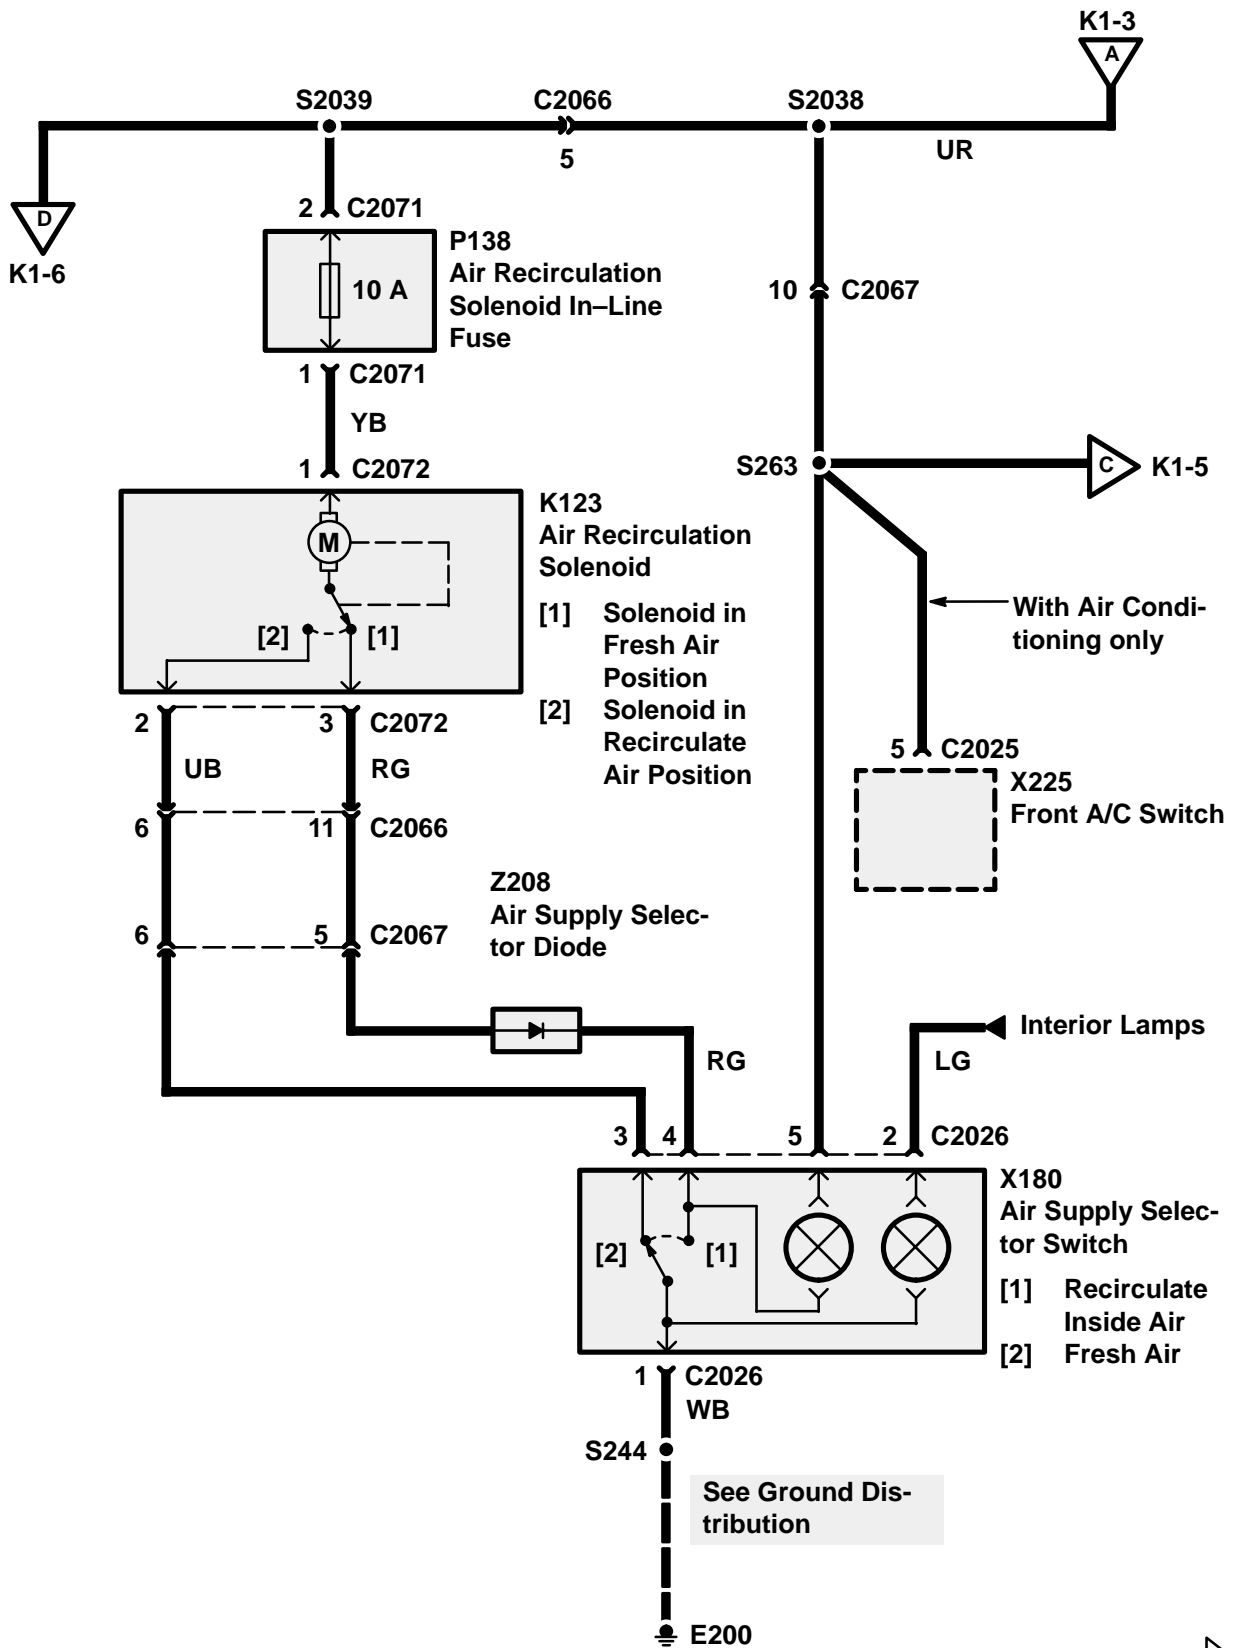 K1-3
A
S2039
C2066
S2038
5
UR
D
K1-6
2
C2071
P138
Air Recirculation
Solenoid In–Line
Fuse
10 A
10
C2067
1
C2071
YB
1
C2072
S263
C
K1-5
K123
Air Recirculation
Solenoid
M
[1] Solenoid in
Fresh Air
Position
[2] Solenoid in
Recirculate
Air Position
[2]
[1]
With Air Condi-
tioning only
2
3
C2072
UB
RG
5
C2025
X225
Front A/C Switch
6
11
C2066
Z208
Air Supply Selec-
tor Diode
6
5
C2067
Interior Lamps
RG
LG
3
4
5
2
C2026
X180
Air Supply Selec-
tor Switch
[2]
[1]
[1] Recirculate
Inside Air
[2] Fresh Air
1
C2026
WB
S244
See Ground Dis-
tribution
E200